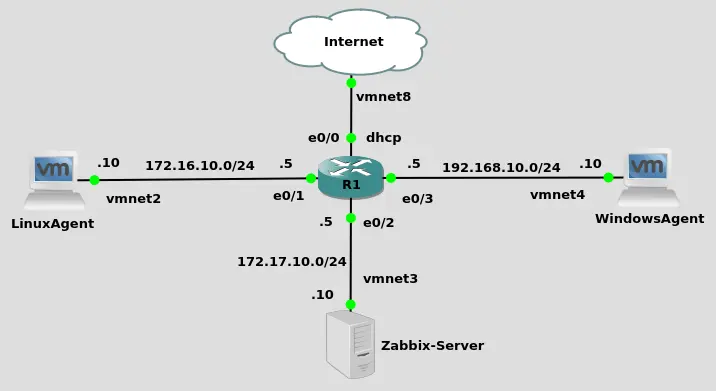 Internet
vmnet8
e0/0 dhcp
.10 172.16.10.0/24 .5
.5 192.168.10.0/24 .10
vm
vm
R1
vmnet2 e0/1
e0/3 vmnet4
LinuxAgent
WindowsAgent
.5 e0/2
172.17.10.0/24
vmnet3
.10
Zabbix-Server